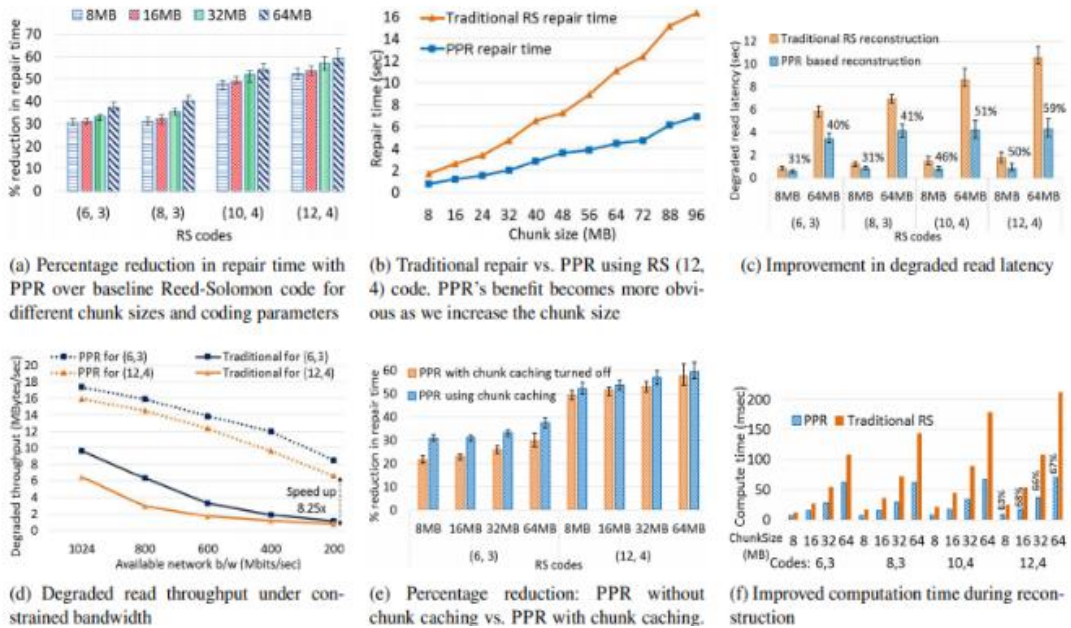 8MB 16MB 32MB 64MB
% reduction in repair time
70
60
50
40
30
20
10
0
(6, 3) (8, 3) (10, 4) (12, 4)
RS codes
(a) Percentage reduction in repair time with
PPR over baseline Reed-Solomon code for
different chunk sizes and coding parameters
Traditional RS repair time
PPR repair time
Repair time (sec)
16
14
12
10
8
6
4
2
0
8 16 24 32 40 48 56 64 72 88 96
Chunk size (MB)
(b) Traditional repair vs. PPR using RS (12,
4) code. PPR's benefit becomes more obvi-
ous as we increase the chunk size
Traditional RS reconstruction
PPR based reconstruction
Degraded read latency (sec)
12
10
8
6
4
2
0
31% 40% 31% 41% 46% 51% 50% 59%
8MB 64MB 8MB 64MB 8MB 64MB 8MB 64MB
(6, 3) (8, 3) (10, 4) (12, 4)
RS codes
(c) Improvement in degraded read latency
PPR for (6,3) Traditional for (6,3)
PPR for (12,4) Traditional for (12,4)
Degraded throughput (MBytes/sec)
20
18
16
14
12
10
8
6
4
2
0
Speed up
8.25x
1024 800 600 400 200
Available network b/w (Mbits/sec)
(d) Degraded read throughput under con-
strained bandwidth
PPR with chunk caching turned off
PPR using chunk caching
% reduction in repair time
60
50
40
30
20
10
0
8MB 16MB 32MB 64MB 8MB 16MB 32MB 64MB
(6, 3) (12, 4)
RS codes
(e) Percentage reduction: PPR without
chunk caching vs. PPR with chunk caching.
PPR Traditional RS
Compute time (msec)
200
150
100
50
0
66% 67%
ChunkSize 8 16 32 64 8 16 32 64 8 16 32 64 8 16 32 64
(MB)
Codes: 6,3 8,3 10,4 12,4
(f) Improved computation time during recon-
struction